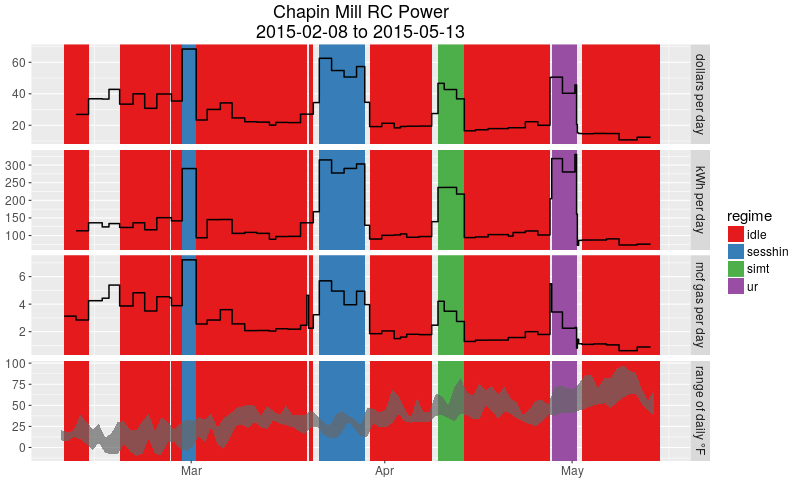 Chapin Mill RC Power
2015-02-08 to 2015-05-13
60
40
20
dollars per day
300
250
200
150
100
kWh per day
6
4
2
mcf gas per day
100
75
50
25
0
range of daily °F
Mar
Apr
May
regime
idle
sesshin
simt
ur